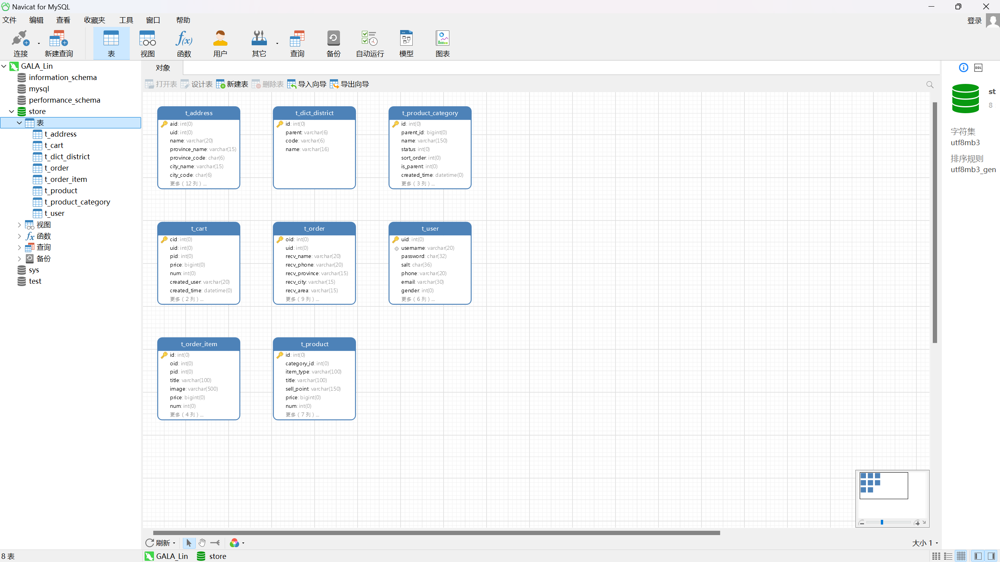 Navicat for MySQL
文件 编辑 查看 收藏夹 工具 窗口 帮助 登录
连接 新建查询 表 视图 函数 用户 其它 查询 备份 自动运行 模型 图表
GALA_Lin
information_schema
mysql
performance_schema
store
表
t_address
t_cart
t_dict_district
t_order
t_order_item
t_product
t_product_category
t_user
视图
函数
查询
备份
sys
test
对象
打开表 设计表 新建表 删除表 导入向导 导出向导
t_address
aid: int(0)
uid: int(0)
name: varchar(20)
province_name: varchar(15)
province_code: char(6)
city_name: varchar(15)
city_code: char(6)
更多（12 列）...
t_dict_district
id: int(0)
parent: varchar(6)
code: varchar(6)
name: varchar(16)
t_product_category
id: int(0)
parent_id: bigint(0)
name: varchar(150)
status: int(0)
sort_order: int(0)
is_parent: int(0)
created_time: datetime(0)
更多（3 列）...
t_cart
cid: int(0)
uid: int(0)
pid: int(0)
price: bigint(0)
num: int(0)
created_user: varchar(20)
created_time: datetime(0)
更多（2 列）...
t_order
oid: int(0)
uid: int(0)
recv_name: varchar(20)
recv_phone: varchar(20)
recv_province: varchar(15)
recv_city: varchar(15)
recv_area: varchar(15)
更多（9 列）...
t_user
uid: int(0)
username: varchar(20)
password: char(32)
salt: char(36)
phone: varchar(20)
email: varchar(30)
gender: int(0)
更多（6 列）...
t_order_item
id: int(0)
oid: int(0)
pid: int(0)
title: varchar(100)
image: varchar(500)
price: bigint(0)
num: int(0)
更多（4 列）...
t_product
id: int(0)
category_id: int(0)
item_type: varchar(100)
title: varchar(100)
sell_point: varchar(150)
price: bigint(0)
num: int(0)
更多（7 列）...
DDL
st
8
字符集
utf8mb3
排序规则
utf8mb3_gen
刷新 大小 1
8 表 GALA_Lin store